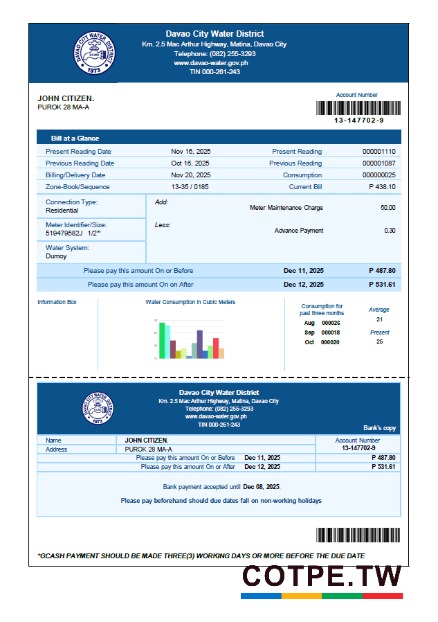 Davao City Water District
Km. 2.5 Mac Arthur Highway, Matina, Davao City
Telephone: (082) 255-3293
www.davao-water.gov.ph
TIN 000-261-243
DAVAO CITY WATER DISTRICT
1973
JOHN CITIZEN.
PUROK 28 MA-A
Account Number
13-147702-9
Bill at a Glance
Present Reading Date Nov 16, 2025 Present Reading 000001110
Previous Reading Date Oct 16, 2025 Previous Reading 000001087
Billing/Delivery Date Nov 20, 2025 Consumption 000000025
Zone-Book/Sequence 13-35 / 0185 Current Bill P 438.10
Connection Type:
Residential
Add:
Meter Maintenance Charge 50.00
Meter Identifier/Size:
519479582J 1/2"
Less:
Advance Payment 0.30
Water System:
Dumoy
Please pay this amount On or Before Dec 11, 2025 P 487.80
Please pay this amount On on After Dec 12, 2025 P 531.61
Information Box
Water Consumption In Cubic Meters
Consumption for
past three months
Aug 000026
Sep 000018
Oct 000020
Average
21
Present
25
Davao City Water District
Km. 2.5 Mac Arthur Highway, Matina, Davao City
Telephone: (082) 255-3293
www.davao-water.gov.ph
TIN 000-261-243
Bank's copy
Name JOHN CITIZEN.
Address PUROK 28 MA-A
Account Number
13-147702-9
Please pay this amount On or Before Dec 11, 2025 P 487.80
Please pay this amount On or After Dec 12, 2025 P 531.61
Bank payment accepted until Dec 08, 2025.
Please pay beforehand should due dates fall on non-working holidays
*GCASH PAYMENT SHOULD BE MADE THREE(3) WORKING DAYS OR MORE BEFORE THE DUE DATE
COTPE.TW